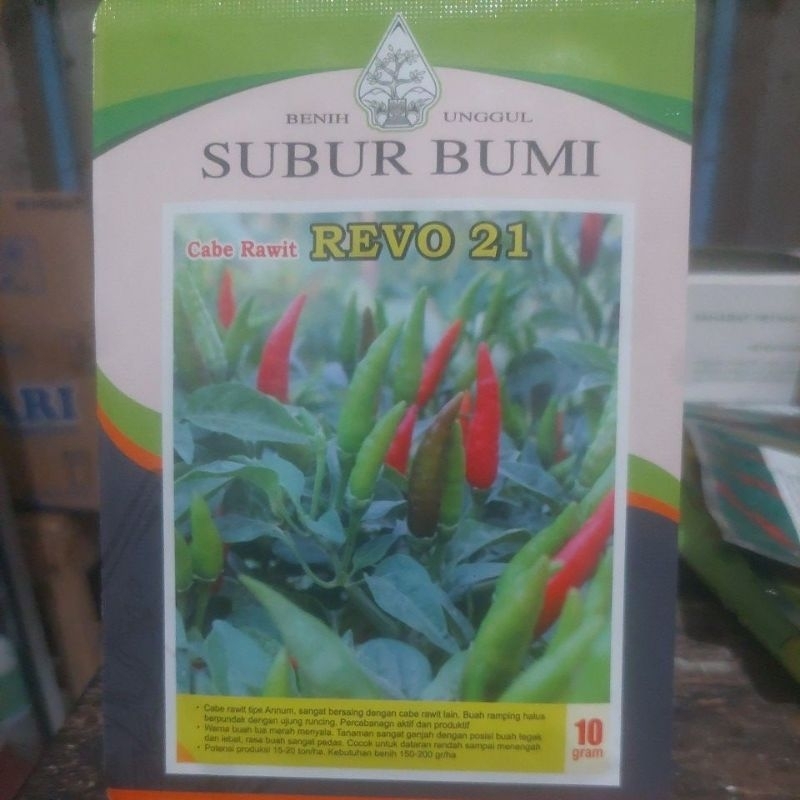 BENIH UNGGUL
SUBUR BUMI
Cabe Rawit REVO 21
• Cabe rawit tipe Annum, sangat bersaing dengan cabe rawit lain. Buah ramping halus
berpundak dengan ujung runcing. Percabanagn aktif dan produktif
• Warna buah tua merah menyala. Tanaman sangat genjah dengan posisi buah tegak
dan lebat, rasa buah sangat pedas. Cocok untuk dataran rendah sampai menengah
• Potensi produksi 15-20 ton/ha. Kebutuhan benih 150-200 gr/ha
10
gram
ARI